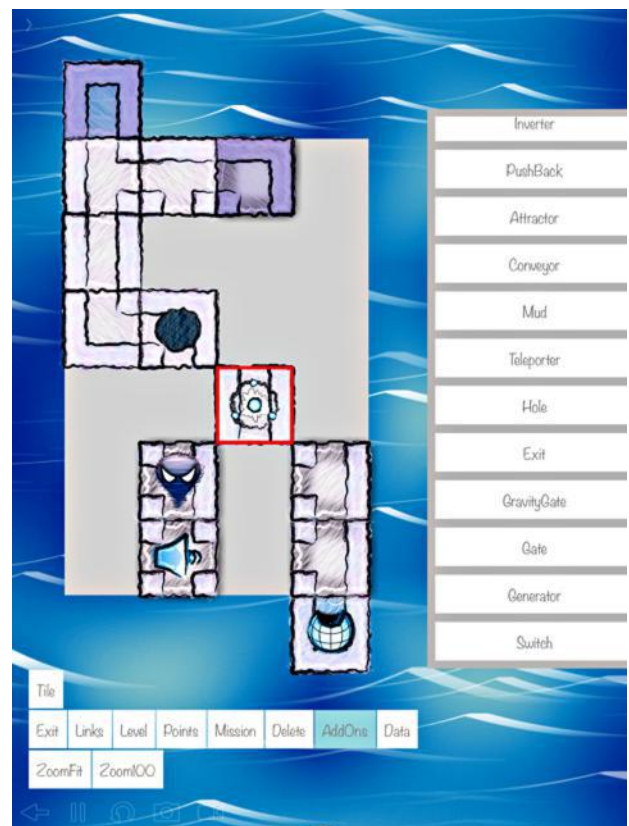 Inverter
PushBack
Attractor
Conveyor
Mud
Teleporter
Hole
Exit
GravityGate
Gate
Generator
Switch
Tile
Exit Links Level Points Mission Delete AddOns Data
ZoomFit Zoom100